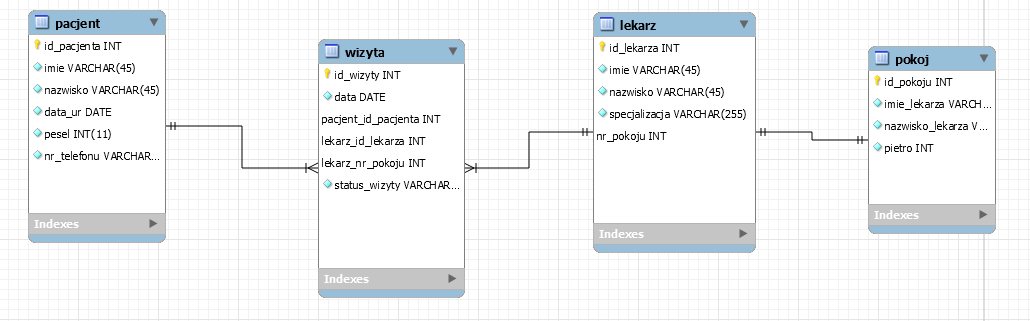 pacjent
id_pacjenta INT
imie VARCHAR(45)
nazwisko VARCHAR(45)
data_ur DATE
pesel INT(11)
nr_telefonu VARCHAR...
Indexes
wizyta
id_wizyty INT
data DATE
pacjent_id_pacjenta INT
lekarz_id_lekarza INT
lekarz_nr_pokoju INT
status_wizyty VARCHAR...
Indexes
lekarz
id_lekarza INT
imie VARCHAR(45)
nazwisko VARCHAR(45)
specjalizacja VARCHAR(255)
nr_pokoju INT
Indexes
pokoj
id_pokoju INT
imie_lekarza VARCH...
nazwisko_lekarza V...
pietro INT
Indexes